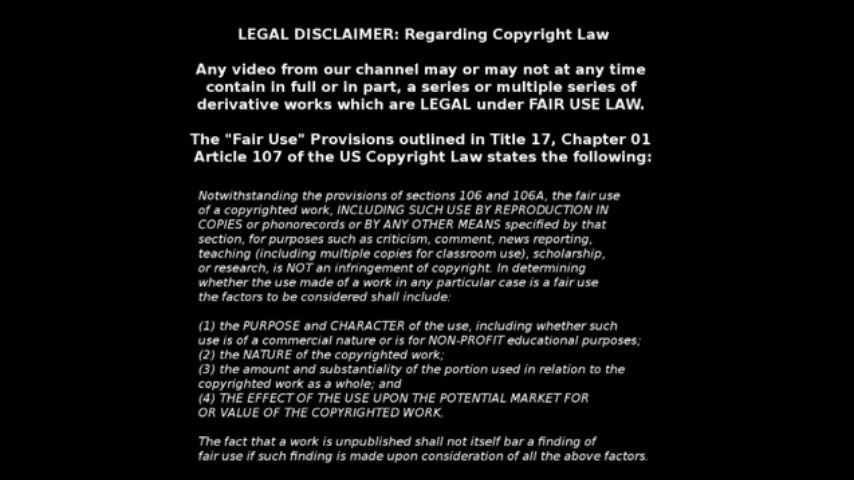 LEGAL DISCLAIMER: Regarding Copyright Law
Any video from our channel may or may not at any time
contain in full or in part, a series or multiple series of
derivative works which are LEGAL under FAIR USE LAW.
The "Fair Use" Provisions outlined in Title 17, Chapter 01
Article 107 of the US Copyright Law states the following:
Notwithstanding the provisions of sections 106 and 106A, the fair use
of a copyrighted work, INCLUDING SUCH USE BY REPRODUCTION IN
COPIES or phonorecords or BY ANY OTHER MEANS specified by that
section, for purposes such as criticism, comment, news reporting,
teaching (including multiple copies for classroom use), scholarship,
or research, is NOT an infringement of copyright. In determining
whether the use made of a work in any particular case is a fair use
the factors to be considered shall include:
(1) the PURPOSE and CHARACTER of the use, including whether such
use is of a commercial nature or is for NON-PROFIT educational purposes;
(2) the NATURE of the copyrighted work;
(3) the amount and substantiality of the portion used in relation to the
copyrighted work as a whole; and
(4) THE EFFECT OF THE USE UPON THE POTENTIAL MARKET FOR
OR VALUE OF THE COPYRIGHTED WORK.
The fact that a work is unpublished shall not itself bar a finding of
fair use if such finding is made upon consideration of all the above factors.